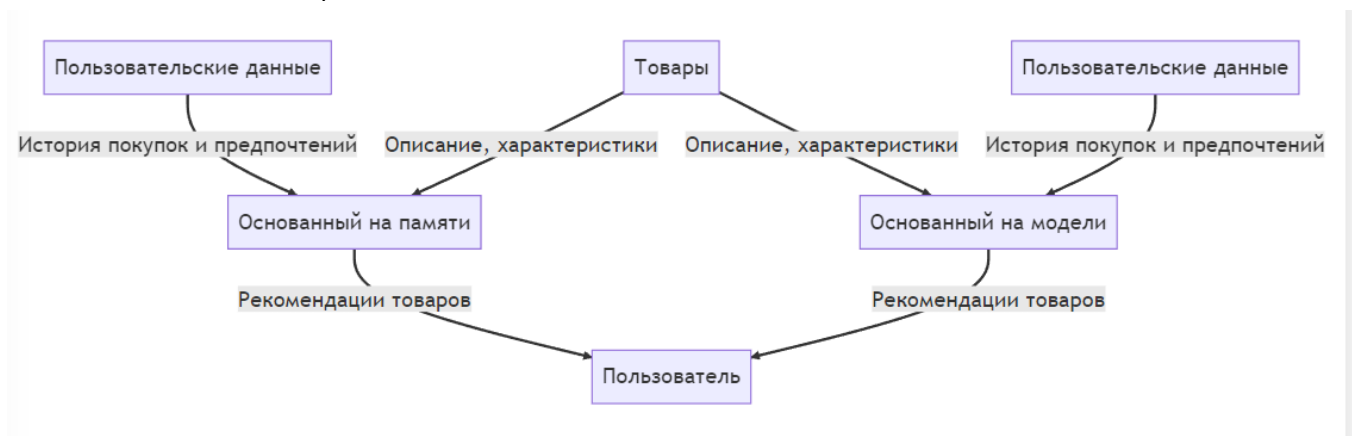 Пользовательские данные
Товары
Пользовательские данные
История покупок и предпочтений
Описание, характеристики
Описание, характеристики
История покупок и предпочтений
Основанный на памяти
Основанный на модели
Рекомендации товаров
Рекомендации товаров
Пользователь